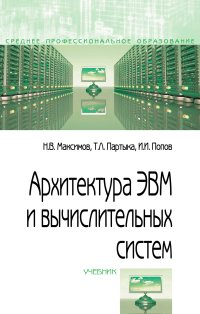 СРЕДНЕЕ ПРОФЕССИОНАЛЬНОЕ ОБРАЗОВАНИЕ
Н.В. Максимов, Т.Л. Партыка, И.И. Попов
Архитектура ЭВМ
и вычислительных
систем
УЧЕБНИК